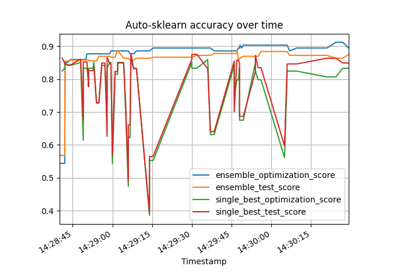 Auto-sklearn accuracy over time
0.9
0.8
0.7
0.6
0.5
0.4
ensemble_optimization_score
ensemble_test_score
single_best_optimization_score
single_best_test_score
14:28:45
14:29:00
14:29:15
14:29:30
14:29:45
14:30:00
14:30:15
Timestamp